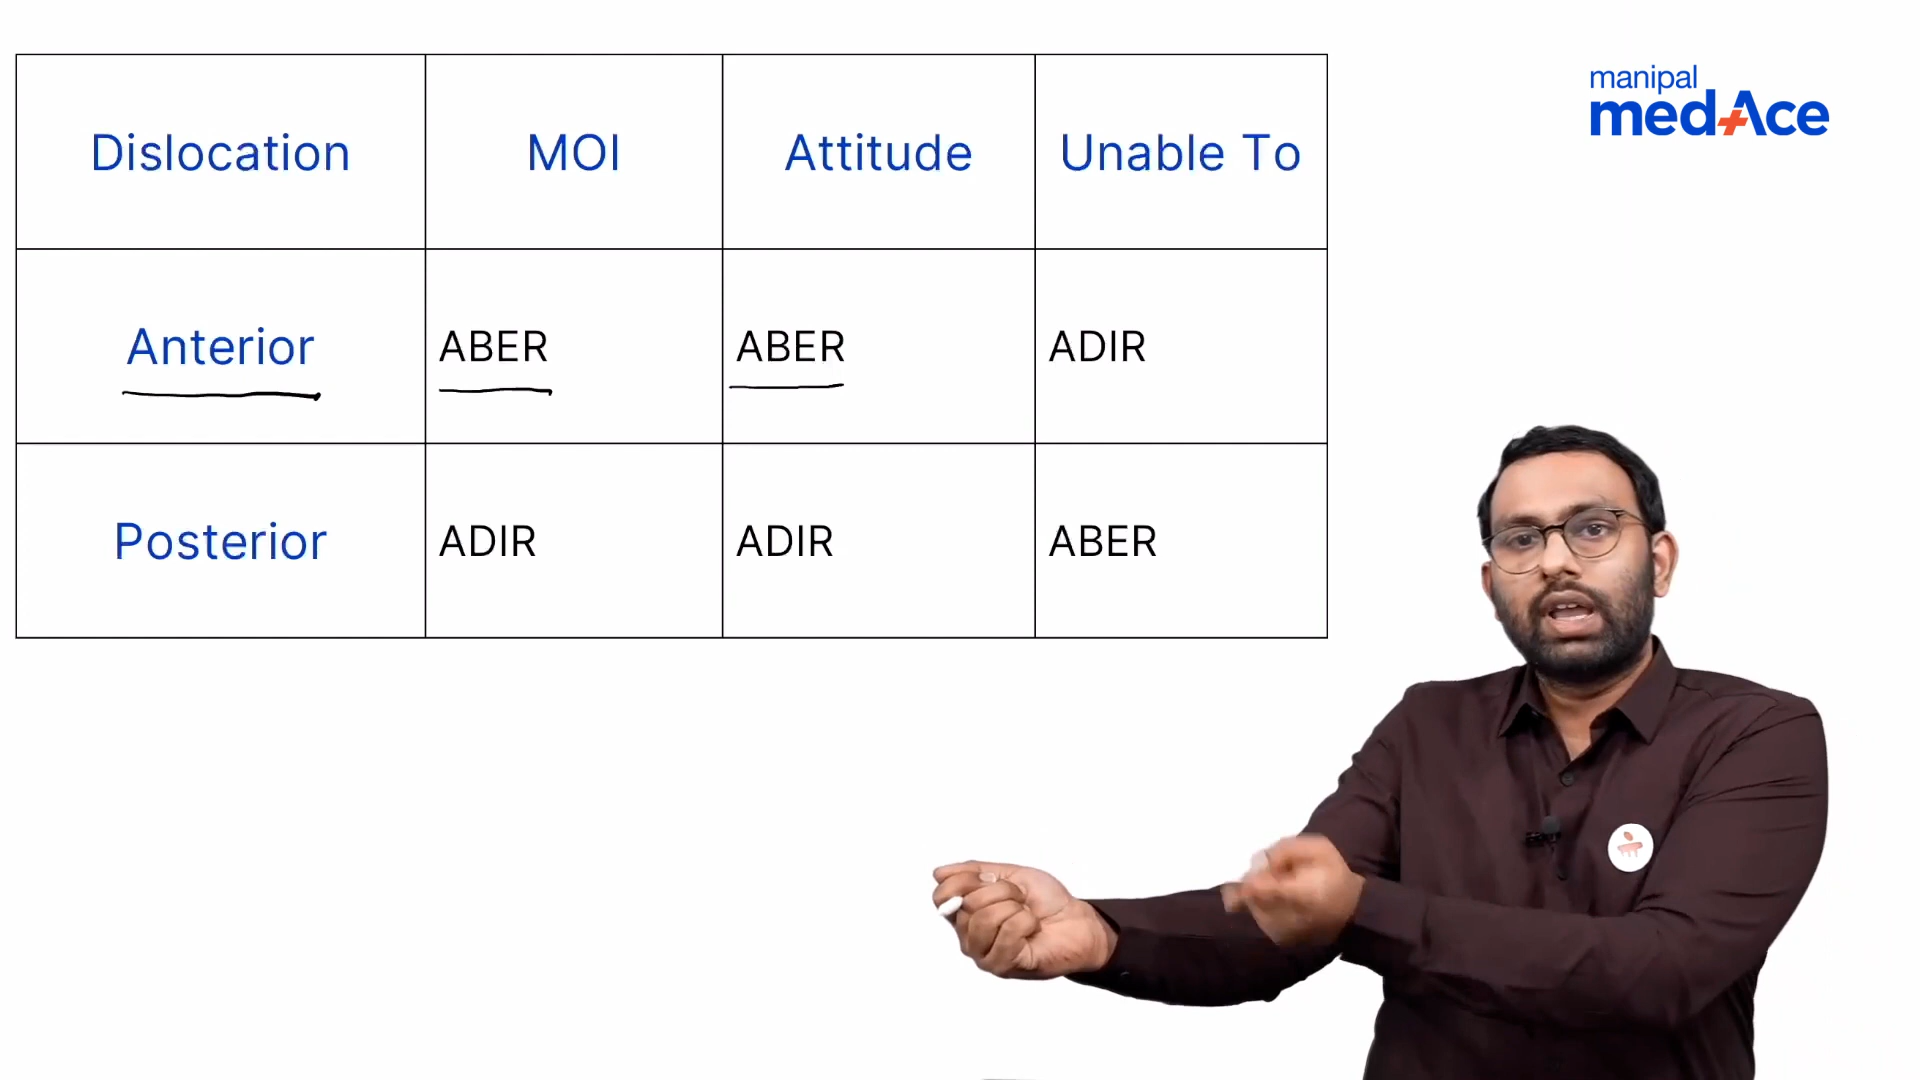 manipal
medAce
Dislocation MOI Attitude Unable To
Anterior ABER ABER ADIR
Posterior ADIR ADIR ABER